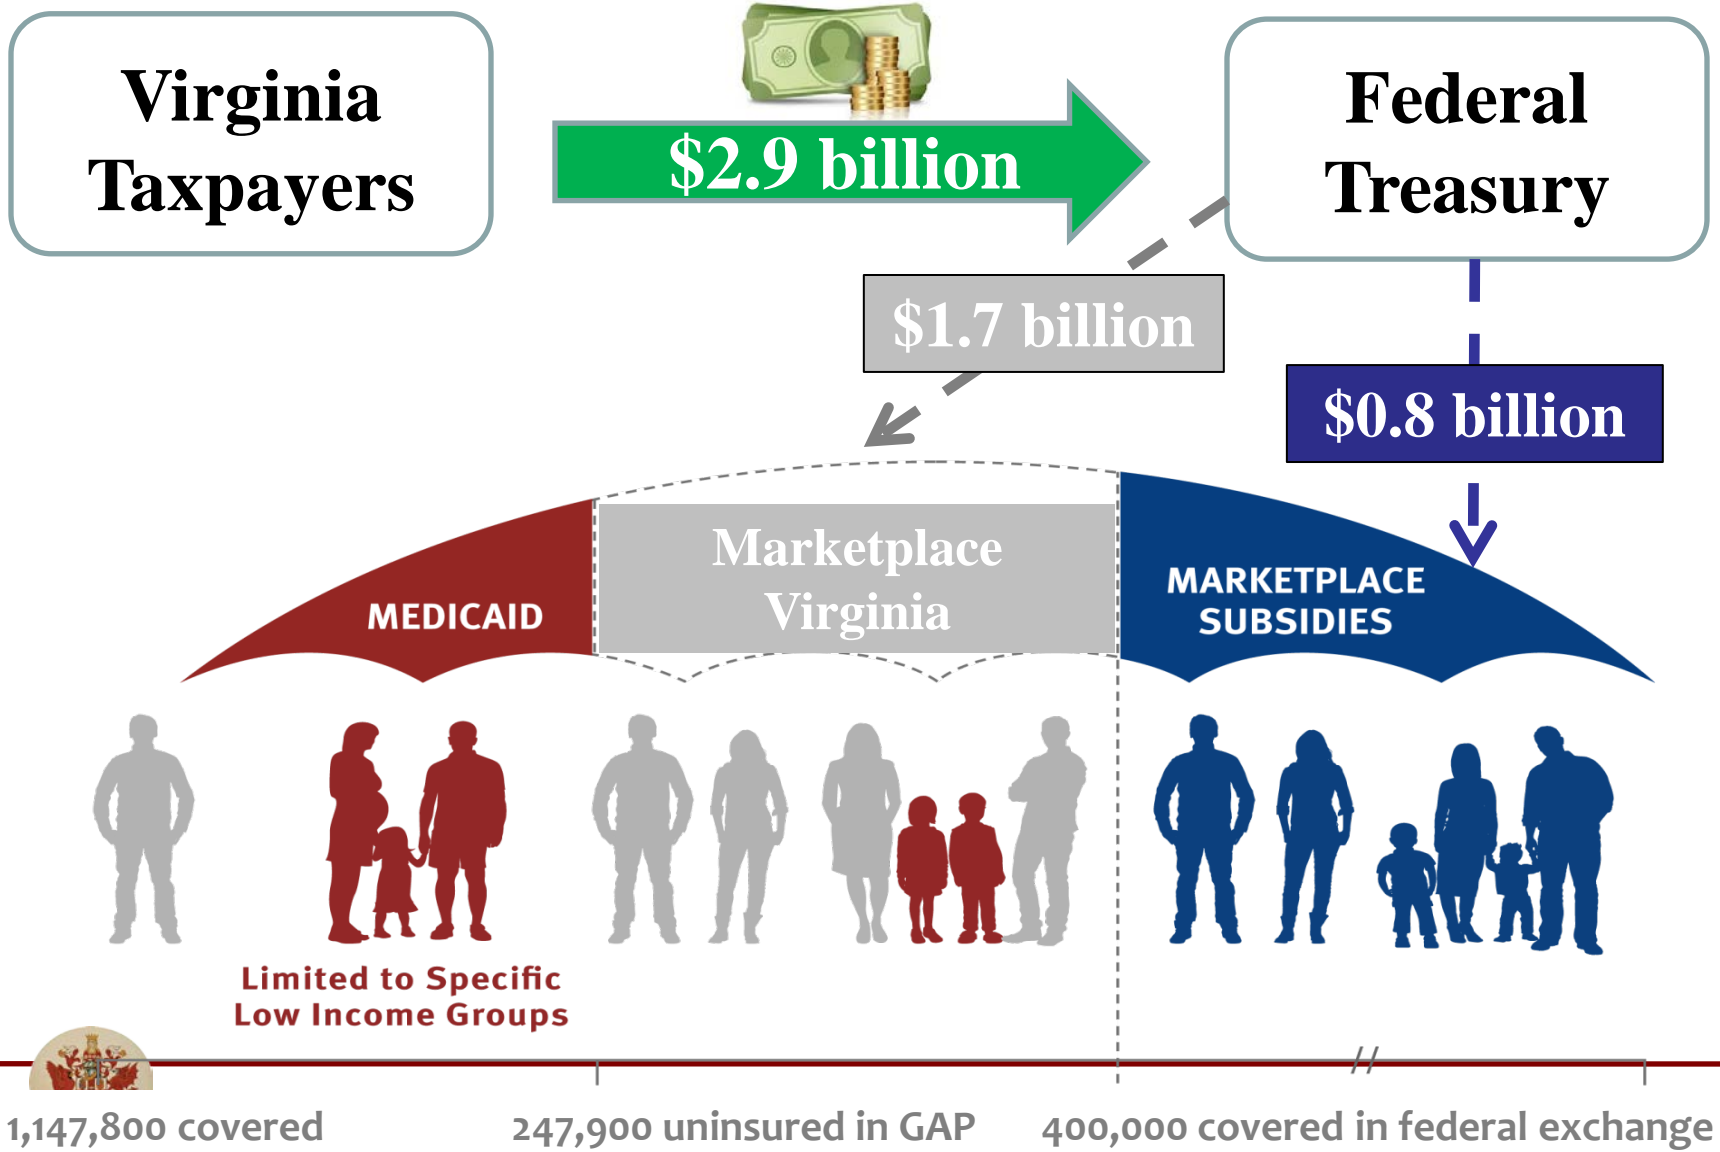 Virginia
Taxpayers
$2.9 billion
Federal
Treasury
$1.7 billion
$0.8 billion
MEDICAID
Marketplace
Virginia
MARKETPLACE
SUBSIDIES
Limited to Specific
Low Income Groups
1,147,800 covered
247,900 uninsured in GAP
400,000 covered in federal exchange